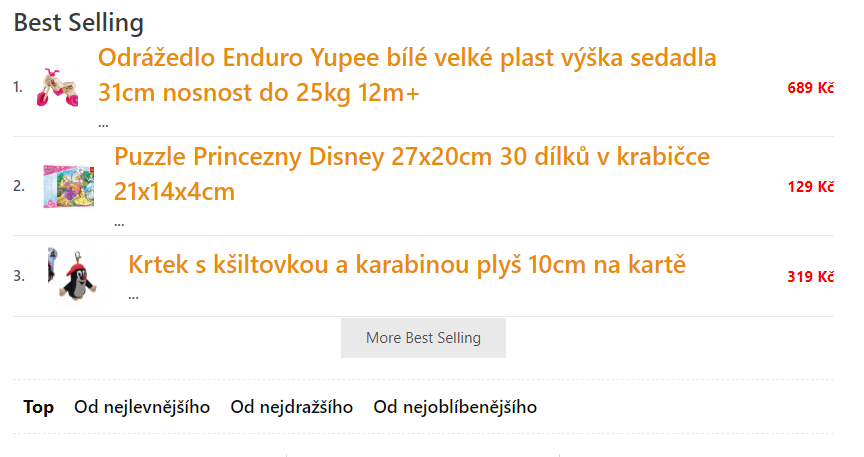 Best Selling
1.
Odrážedlo Enduro Yupee bílé velké plast výška sedadla
31cm nosnost do 25kg 12m+
...
689 Kč
2.
Puzzle Princezny Disney 27x20cm 30 dílků v krabičce
21x14x4cm
...
129 Kč
3.
Krtek s kšiltovkou a karabinou plyš 10cm na kartě
...
319 Kč
More Best Selling
Top Od nejlevnějšího Od nejdražšího Od nejoblíbenějšího